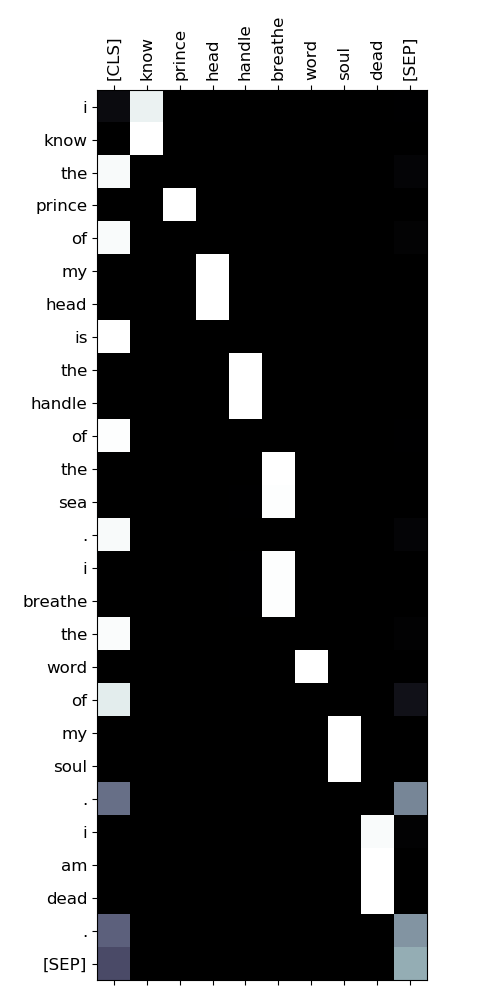 [CLS]
know
prince
head
handle
breathe
word
soul
dead
[SEP]
i
know
the
prince
of
my
head
is
the
handle
of
the
sea
.
i
breathe
the
word
of
my
soul
.
i
am
dead
.
[SEP]